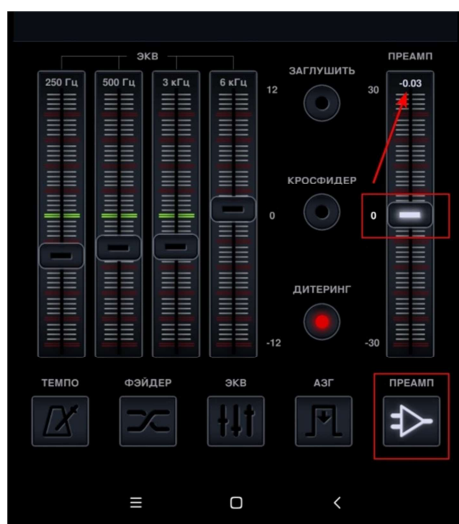 ЭКВ ПРЕАМП
250 Гц 500 Гц 3 кГц 6 кГц 12 ЗАГЛУШИТЬ 30 -0.03
КРОСФИДЕР
0 0
ДИТЕРИНГ
-12 -30
ТЕМПО ФЭЙДЕР ЭКВ АЗГ ПРЕАМП